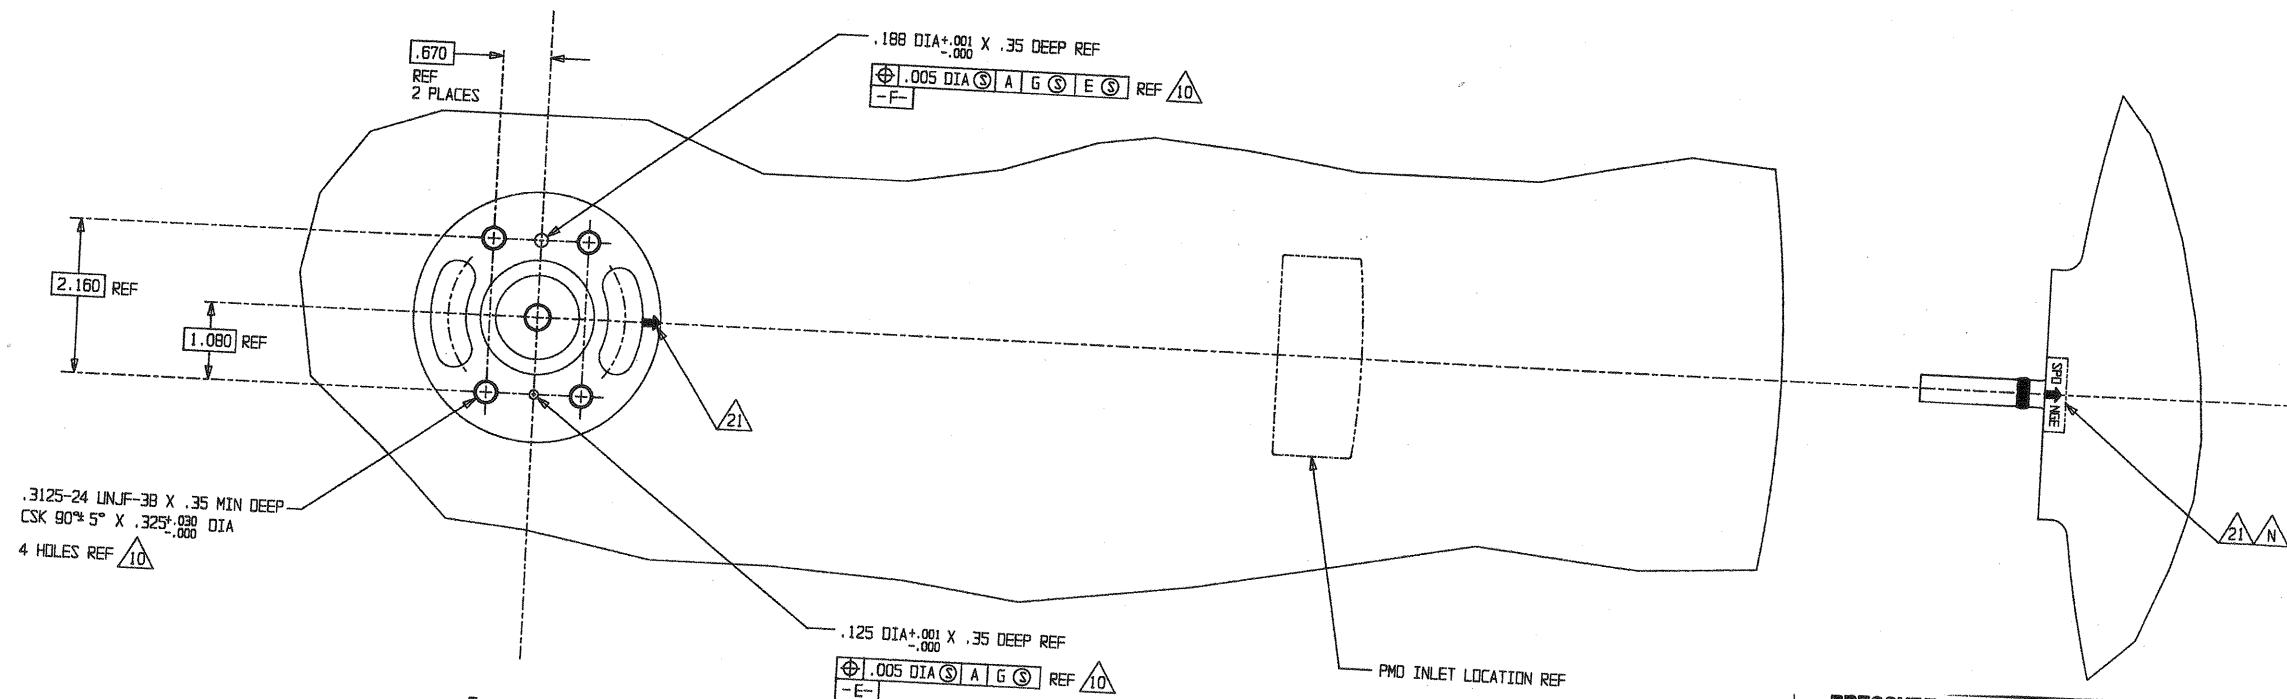 .670
REF
2 PLACES
.188 DIA+.001 X .35 DEEP REF
-.000
⌖ .005 DIA Ⓢ A G Ⓢ E Ⓢ REF 10
-F-
2.160 REF
1.080 REF
21
.3125-24 UNJF-3B X .35 MIN DEEP
CSK 90°± 5° X .325+.030 DIA
-.000
4 HOLES REF 10
.125 DIA+.001 X .35 DEEP REF
-.000
⌖ .005 DIA Ⓢ A G Ⓢ REF 10
-E-
PMD INLET LOCATION REF
NGE
21 N